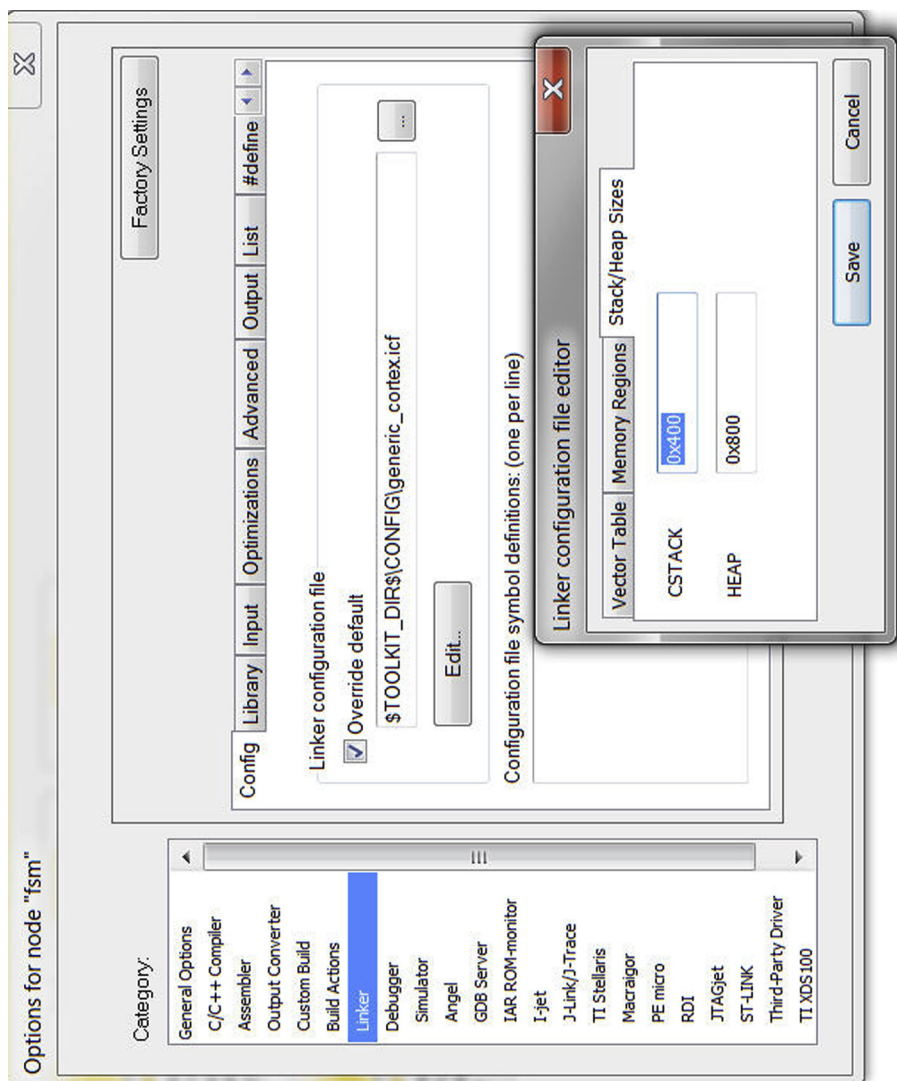 Options for node "fsm"
X
Category:
General Options
C/C++ Compiler
Assembler
Output Converter
Custom Build
Build Actions
Linker
Debugger
Simulator
Angel
GDB Server
IAR ROM-monitor
I-jet
J-Link/J-Trace
TI Stellaris
Macraigor
PE micro
RDI
JTAGjet
ST-LINK
Third-Party Driver
TI XDS100
Factory Settings
Config Library Input Optimizations Advanced Output List #define
Linker configuration file
Override default
$TOOLKIT_DIR$\CONFIG\generic_cortex.icf
...
Edit...
Configuration file symbol definitions: (one per line)
Linker configuration file editor
X
Vector Table Memory Regions Stack/Heap Sizes
CSTACK 0x400
HEAP 0x800
Save Cancel